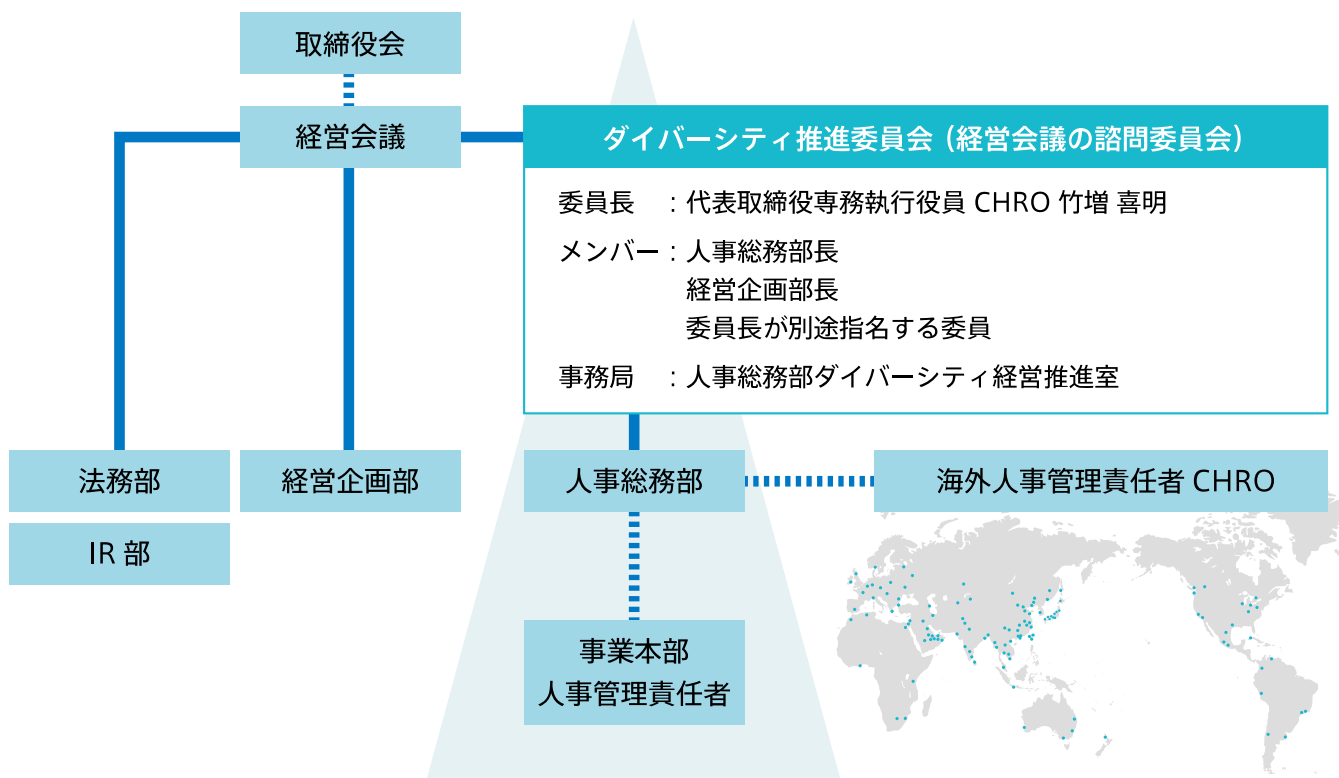 取締役会
経営会議
ダイバーシティ推進委員会（経営会議の諮問委員会）
委員長　：代表取締役専務執行役員 CHRO 竹増 喜明
メンバー：人事総務部長
経営企画部長
委員長が別途指名する委員
事務局　：人事総務部ダイバーシティ経営推進室
法務部
経営企画部
人事総務部
海外人事管理責任者 CHRO
IR 部
事業本部
人事管理責任者